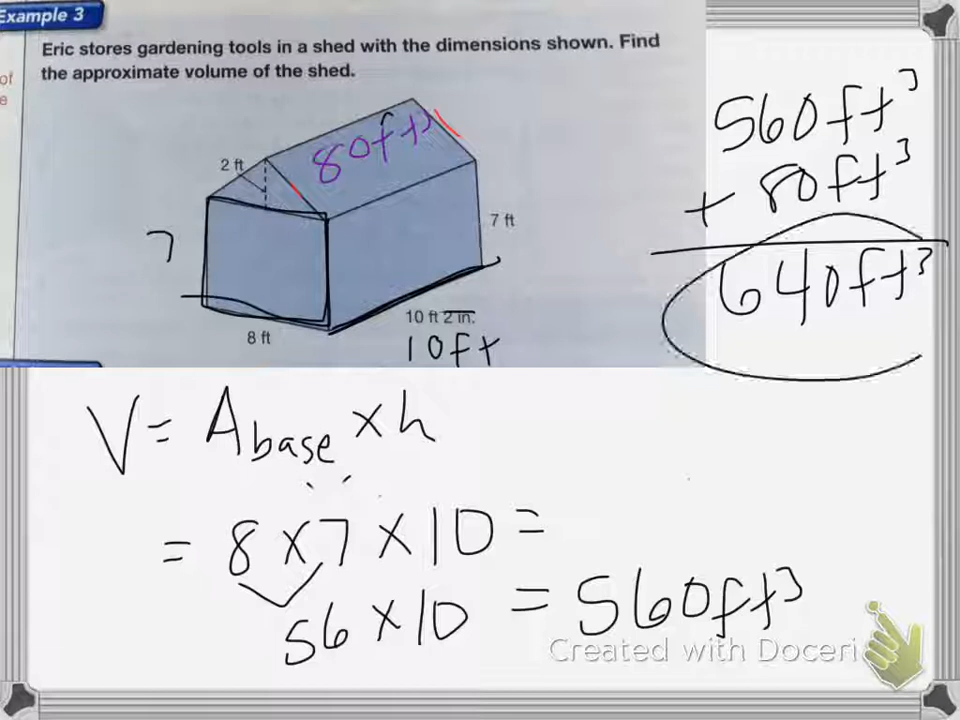 Example 3
of
e
Eric stores gardening tools in a shed with the dimensions shown. Find
the approximate volume of the shed.
2 ft
80ft³
7
7 ft
8 ft
10 ft 2 in.
10ft
560ft³
+ 80ft³
640ft³
V = Abase x h
= 8 x 7 x 10 =
56 x 10 = 560ft³
Created with Doceri